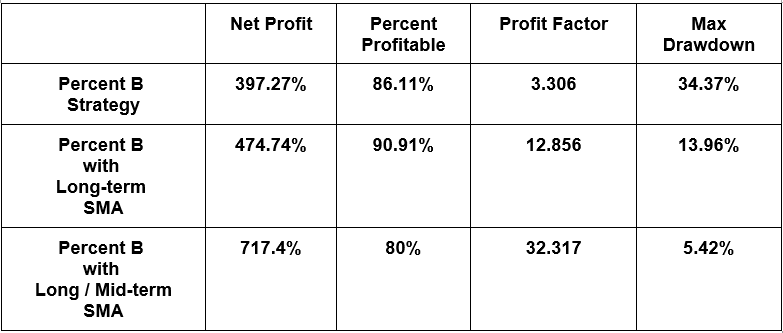 Net Profit Percent Profit Factor Max
Profitable Drawdown
Percent B 397.27% 86.11% 3.306 34.37%
Strategy
Percent B 474.74% 90.91% 12.856 13.96%
with
Long-term
SMA
Percent B 717.4% 80% 32.317 5.42%
with
Long / Mid-term
SMA